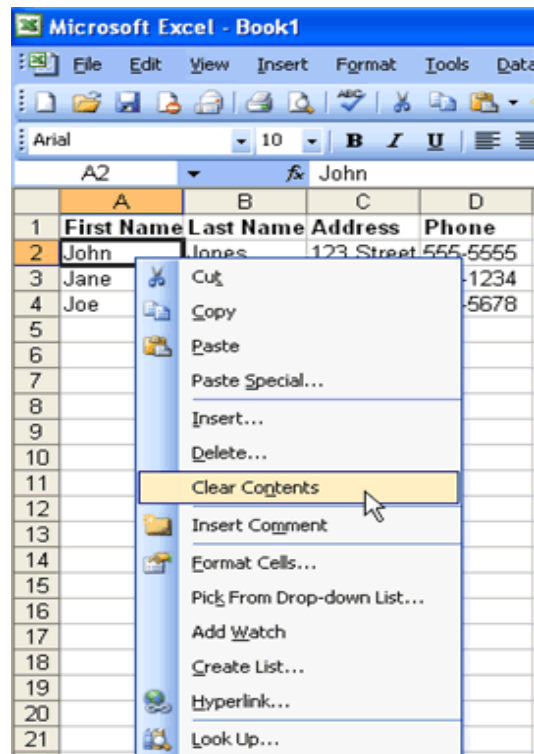 Microsoft Excel - Book1
File Edit View Insert Format Tools Data
ABC
Arial 10 B I U
A2 fx John
A B C D
1 First Name Last Name Address Phone
2 John Jones 123 Street 555-5555
3 Jane -1234
4 Joe -5678
5
6
7
8
9
10
11
12
13
14
15
16
17
18
19
20
21
Cut
Copy
Paste
Paste Special...
Insert...
Delete...
Clear Contents
Insert Comment
Format Cells...
Pick From Drop-down List...
Add Watch
Create List...
Hyperlink...
Look Up...